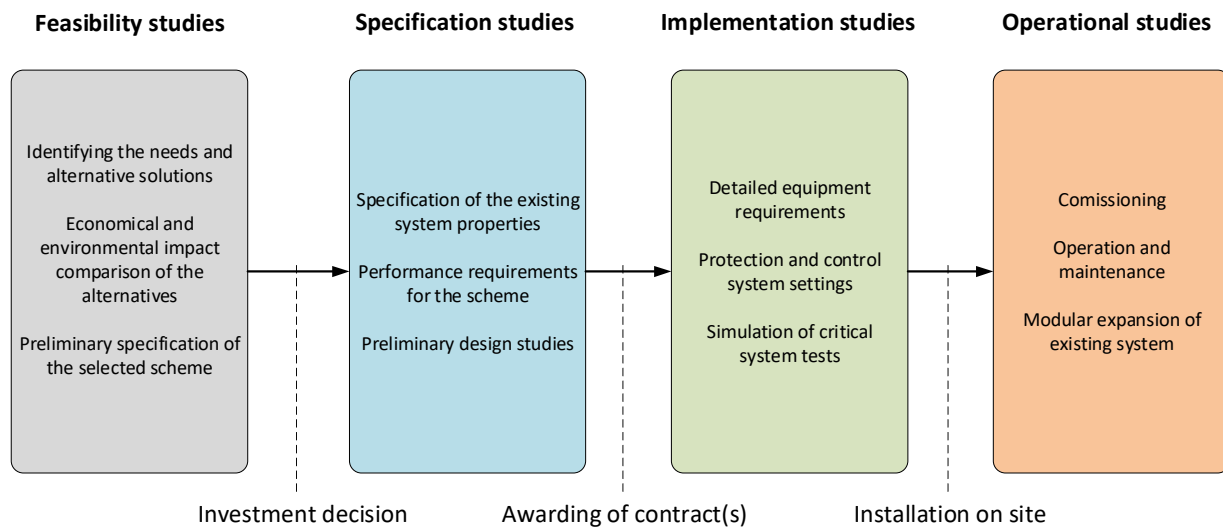 Feasibility studies
Specification studies
Implementation studies
Operational studies
Identifying the needs and
alternative solutions
Economical and
environmental impact
comparison of the
alternatives
Preliminary specification of
the selected scheme
Specification of the existing
system properties
Performance requirements
for the scheme
Preliminary design studies
Detailed equipment
requirements
Protection and control
system settings
Simulation of critical
system tests
Comissioning
Operation and
maintenance
Modular expansion of
existing system
Investment decision
Awarding of contract(s)
Installation on site